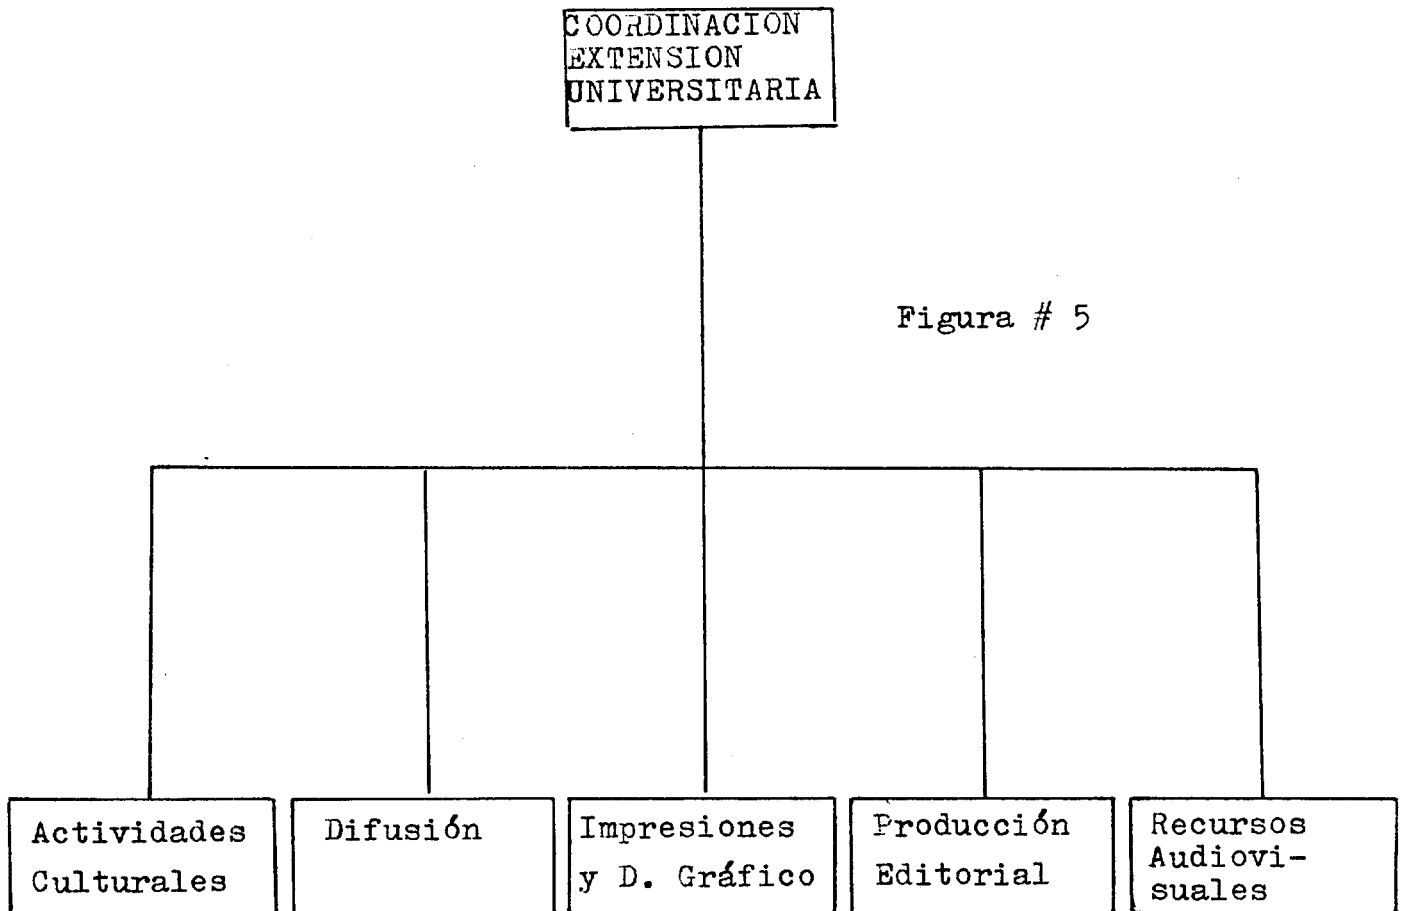 COORDINACION
EXTENSION
UNIVERSITARIA
Figura # 5
Actividades
Culturales
Difusión
Impresiones
y D. Gráfico
Producción
Editorial
Recursos
Audiovi-
suales